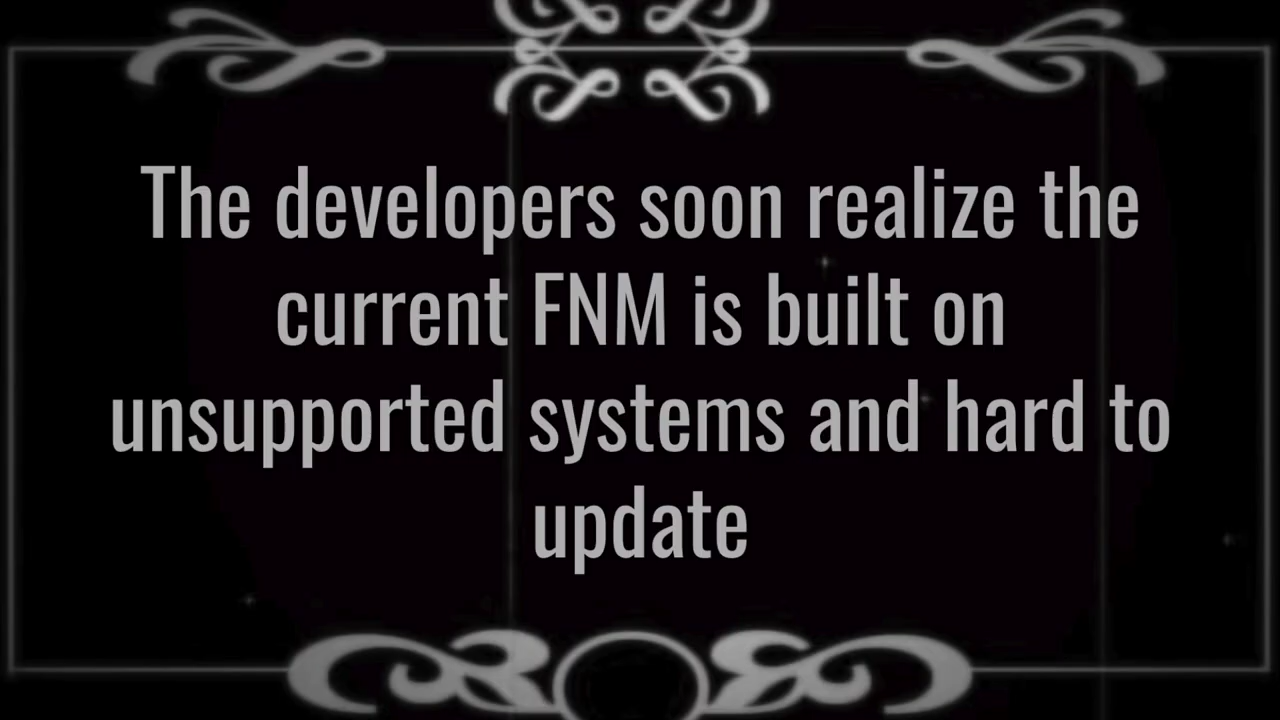 The developers soon realize the
current FNM is built on
unsupported systems and hard to
update